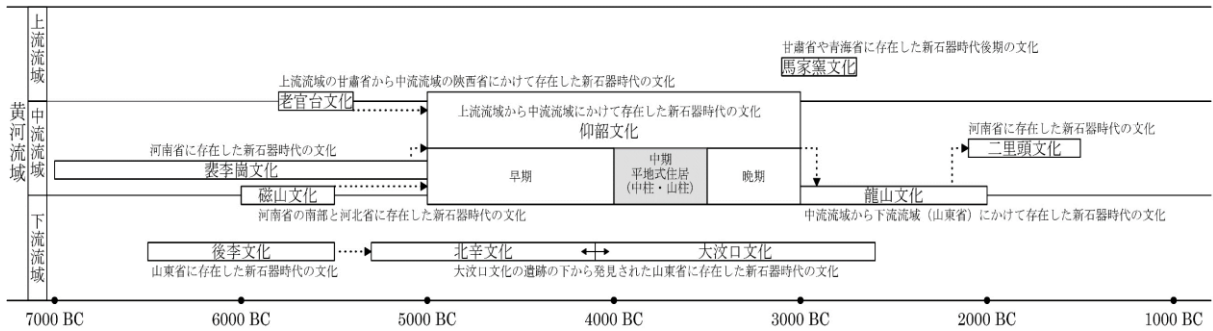 黄河流域
上流流域
甘粛省や青海省に存在した新石器時代後期の文化
馬家窯文化
上流流域の甘粛省から中流流域の陝西省にかけて存在した新石器時代の文化
老官台文化
中流流域
上流流域から中流流域にかけて存在した新石器時代の文化
仰韶文化
河南省に存在した新石器時代の文化
裴李崗文化
早期
中期
平地式住居
(中柱・山柱)
晩期
河南省に存在した新石器時代の文化
二里頭文化
磁山文化
河南省の南部と河北省に存在した新石器時代の文化
龍山文化
中流流域から下流流域（山東省）にかけて存在した新石器時代の文化
下流流域
後李文化
山東省に存在した新石器時代の文化
北辛文化
大汶口文化
大汶口文化の遺跡の下から発見された山東省に存在した新石器時代の文化
7000 BC
6000 BC
5000 BC
4000 BC
3000 BC
2000 BC
1000 BC